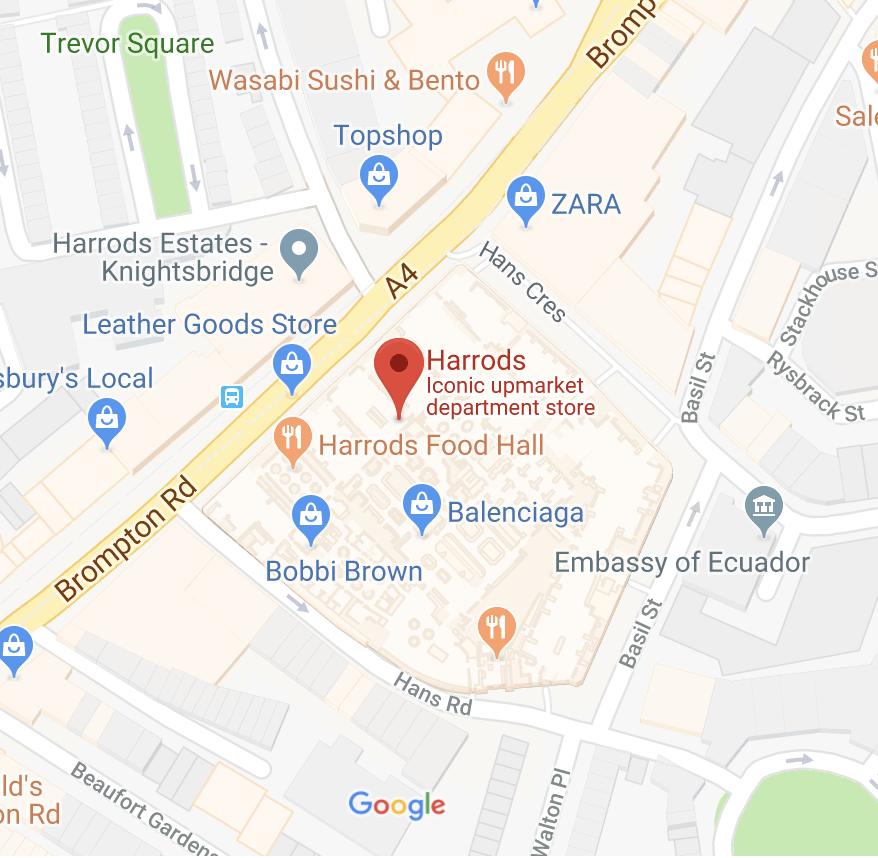 Trevor Square
Bromp
Wasabi Sushi & Bento
Sale
Topshop
ZARA
Harrods Estates -
Knightsbridge
A4
Hans Cres
Stackhouse S
Leather Goods Store
Harrods
Iconic upmarket
department store
Basil St
Rysbrack St
sbury's Local
Harrods Food Hall
Balenciaga
Brompton Rd
Bobbi Brown
Embassy of Ecuador
Basil St
Hans Rd
ld's
on Rd
Beaufort Gardens
Google
Walton Pl